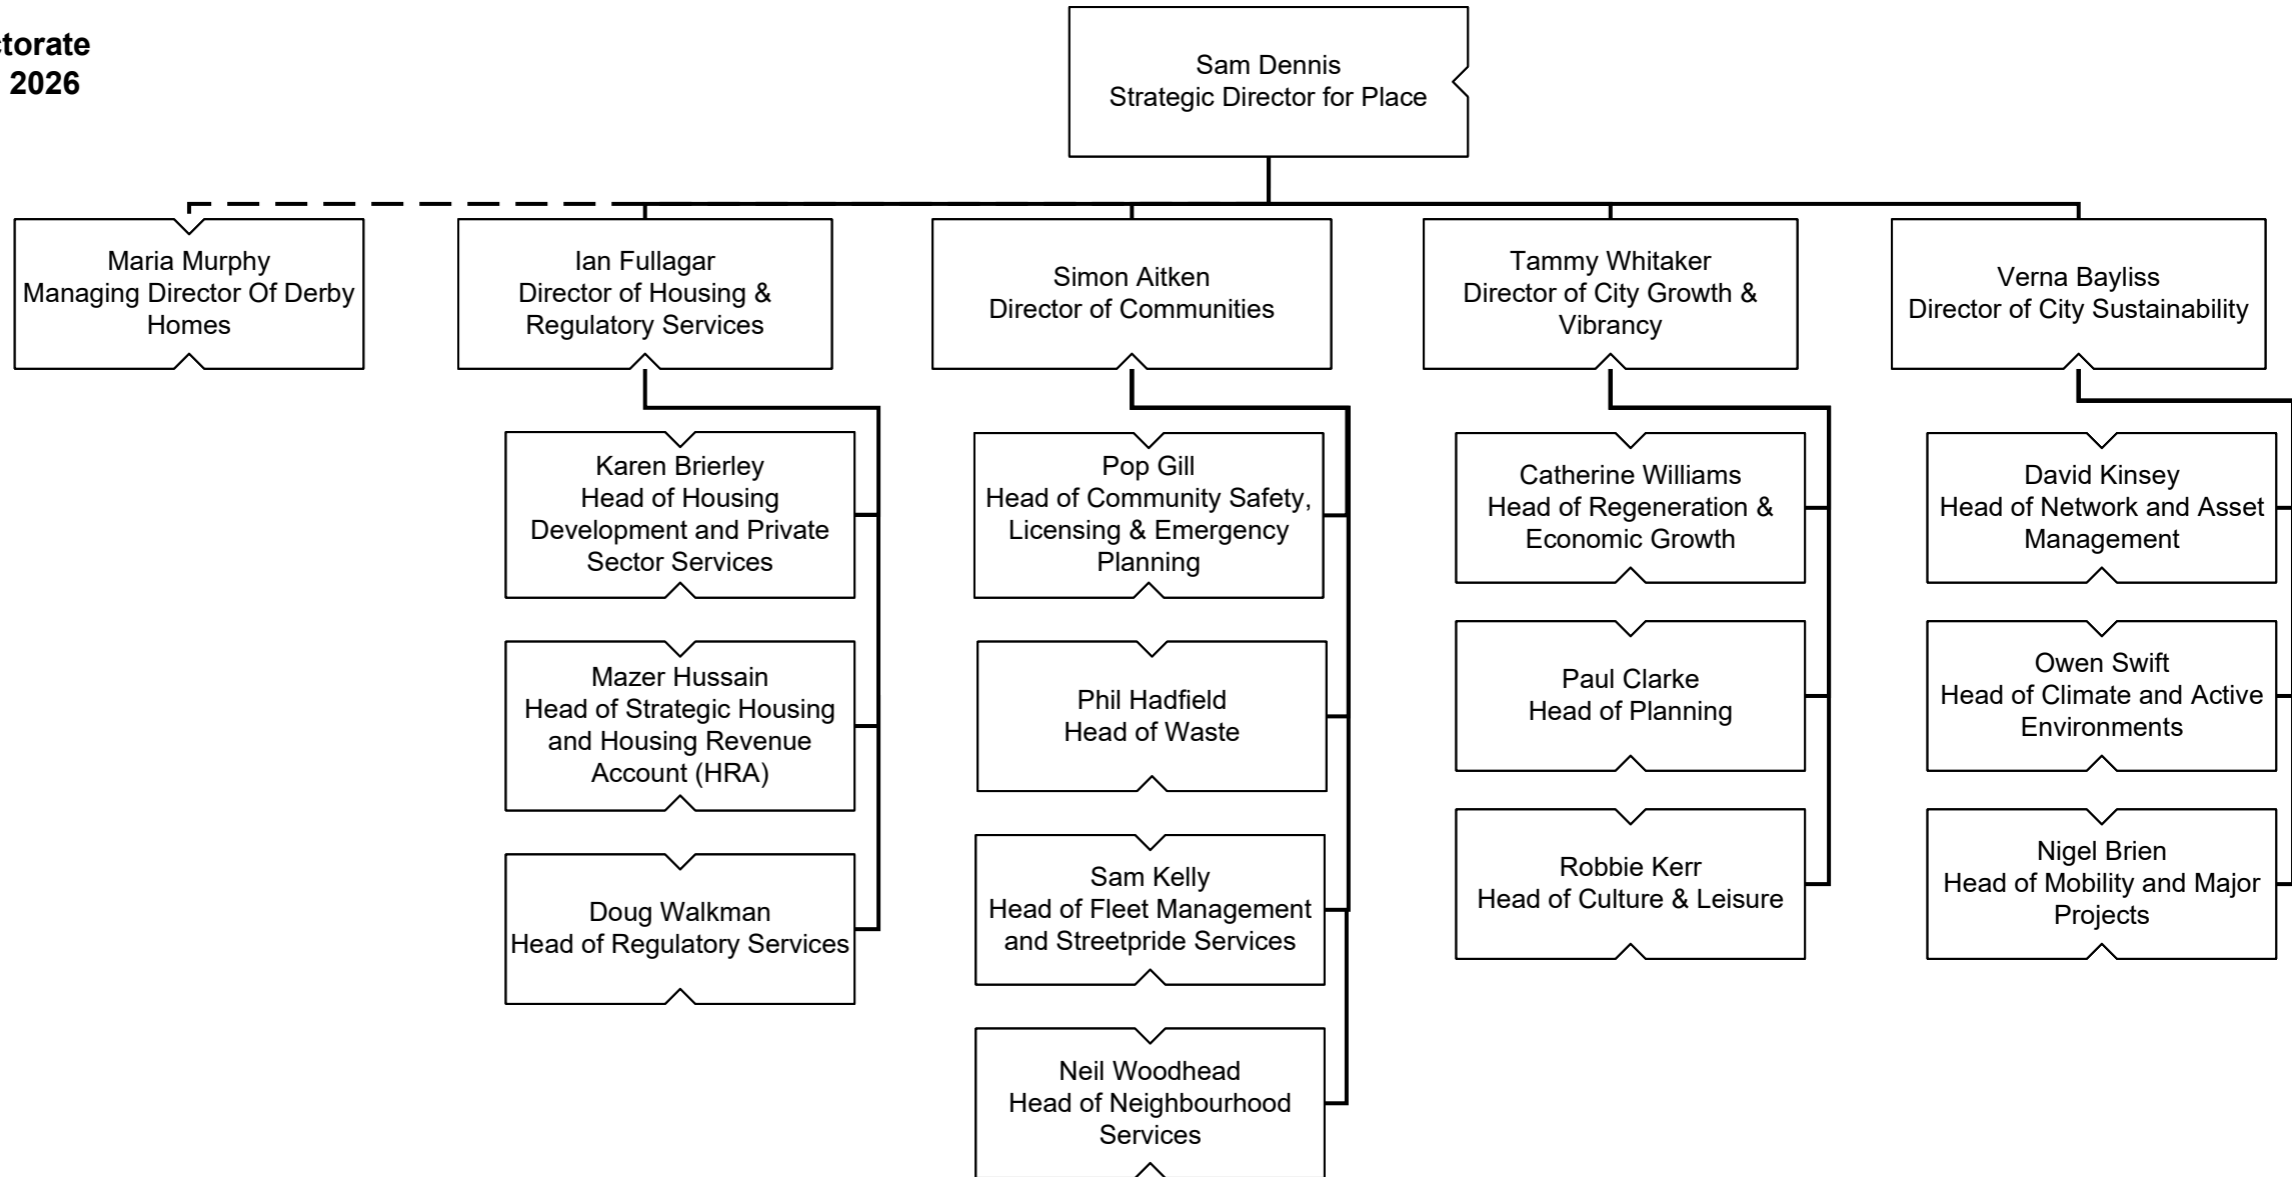 2026
Sam Dennis
Strategic Director for Place
Maria Murphy
Managing Director Of Derby
Homes
Ian Fullagar
Director of Housing &
Regulatory Services
Simon Aitken
Director of Communities
Tammy Whitaker
Director of City Growth &
Vibrancy
Verna Bayliss
Director of City Sustainability
Karen Brierley
Head of Housing
Development and Private
Sector Services
Mazer Hussain
Head of Strategic Housing
and Housing Revenue
Account (HRA)
Doug Walkman
Head of Regulatory Services
Pop Gill
Head of Community Safety,
Licensing & Emergency
Planning
Phil Hadfield
Head of Waste
Sam Kelly
Head of Fleet Management
and Streetpride Services
Neil Woodhead
Head of Neighbourhood
Services
Catherine Williams
Head of Regeneration &
Economic Growth
Paul Clarke
Head of Planning
Robbie Kerr
Head of Culture & Leisure
David Kinsey
Head of Network and Asset
Management
Owen Swift
Head of Climate and Active
Environments
Nigel Brien
Head of Mobility and Major
Projects